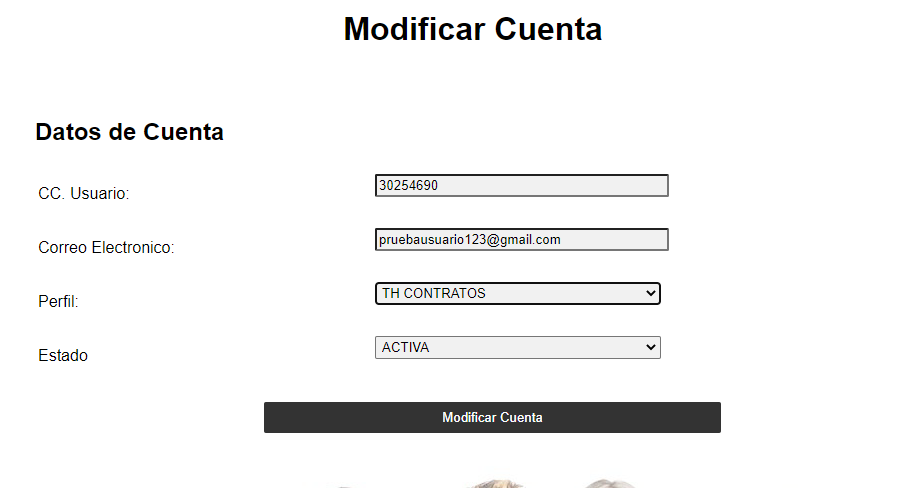 Modificar Cuenta
Datos de Cuenta
CC. Usuario: 30254690
Correo Electronico: pruebausuario123@gmail.com
Perfil: TH CONTRATOS
Estado ACTIVA
Modificar Cuenta